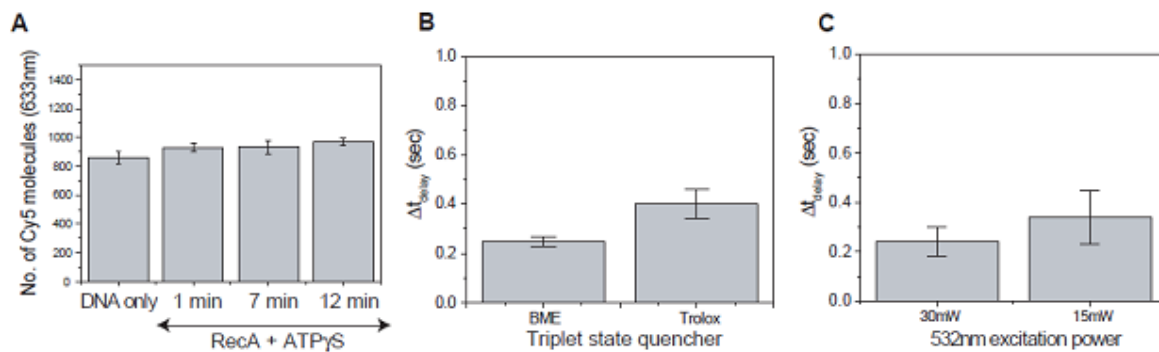 A
No. of Cy5 molecules (633nm)
1400
1200
1000
800
600
400
200
0
DNA only 1 min 7 min 12 min
RecA + ATPγS
B
Δt_delay (sec)
1.0
0.8
0.6
0.4
0.2
0.0
BME Trolox
Triplet state quencher
C
Δt_delay (sec)
1.0
0.8
0.6
0.4
0.2
0.0
30mW 15mW
532nm excitation power